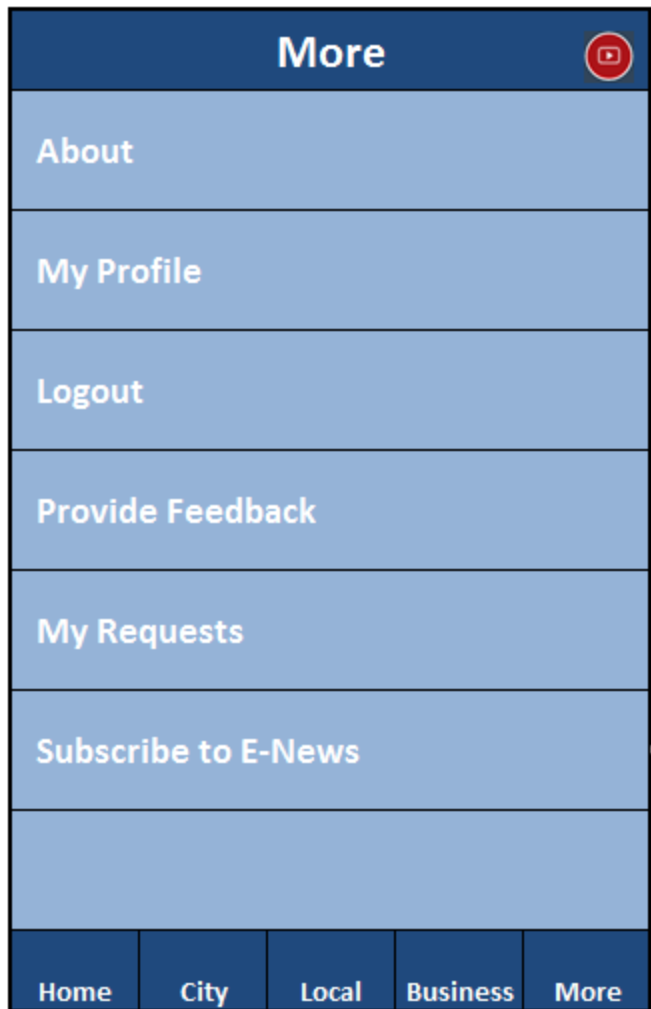 More
About
My Profile
Logout
Provide Feedback
My Requests
Subscribe to E-News
Home City Local Business More